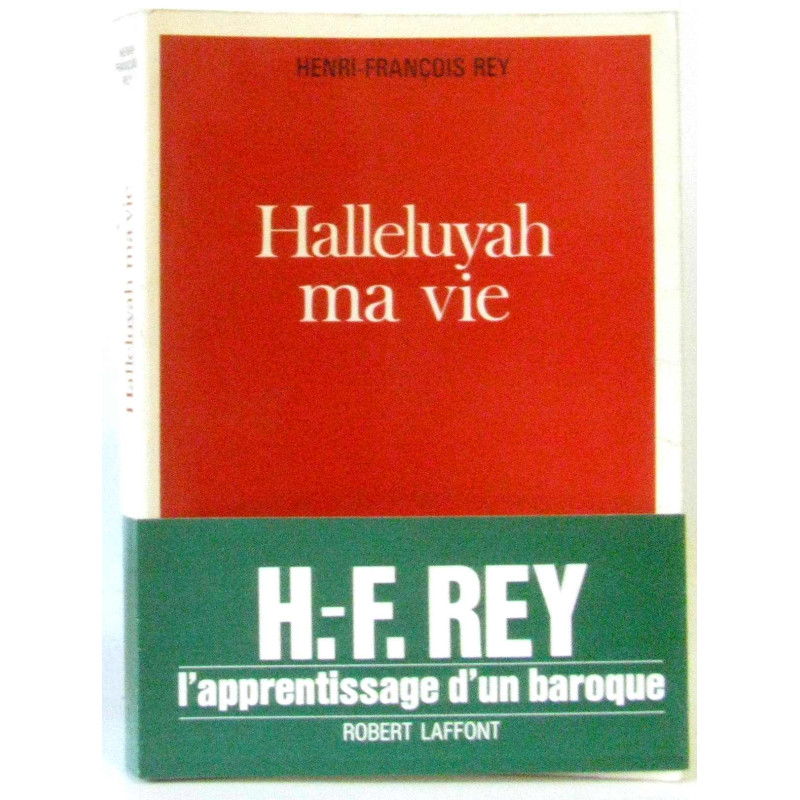 HENRI-FRANÇOIS REY
Halleluyah
ma vie
H.-F. REY
l'apprentissage d'un baroque
ROBERT LAFFONT
Halleluyah ma vie